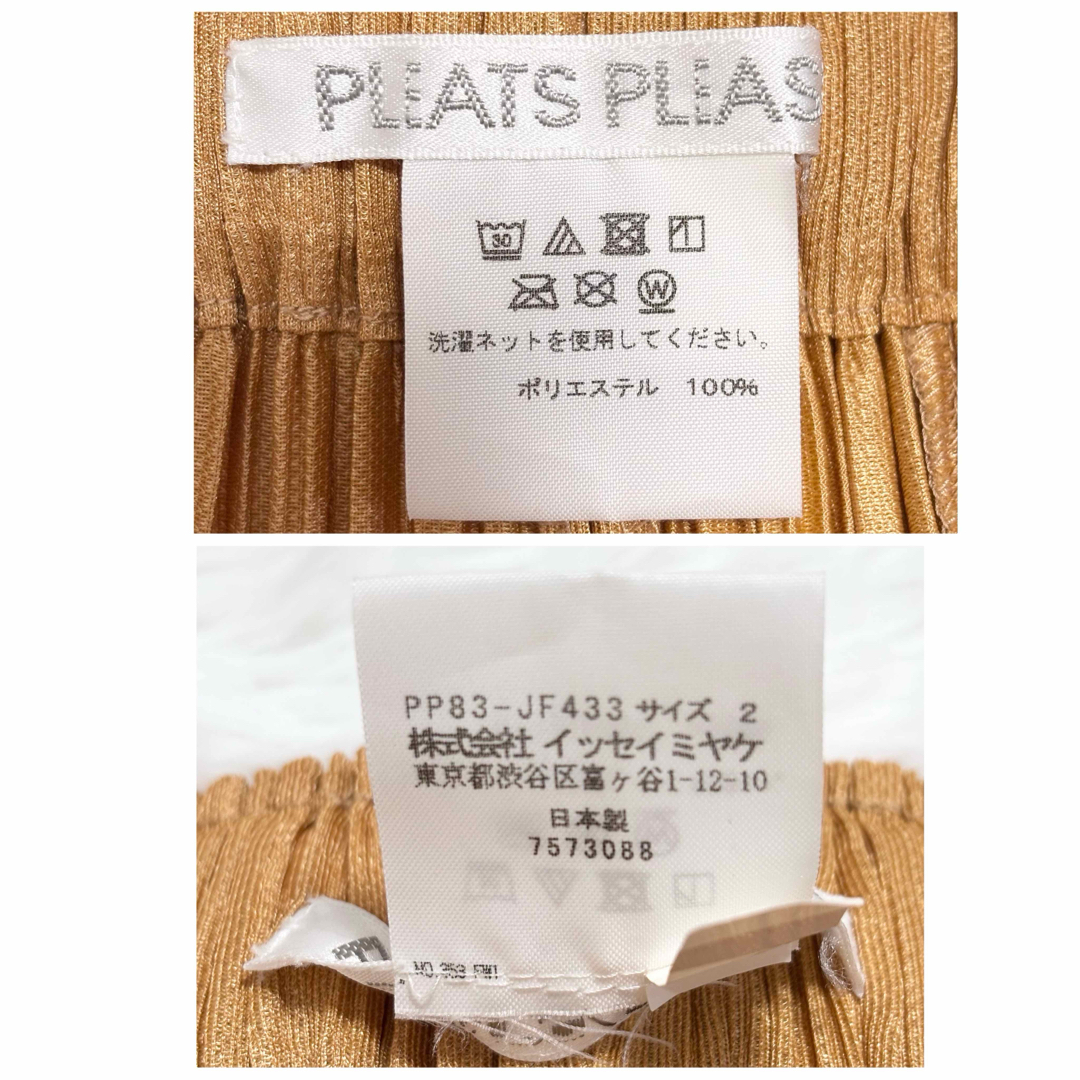 PLEATS PLEAS
30
W
洗濯ネットを使用してください。
ポリエステル 100%
PP83-JF433 サイズ 2
株式会社 イッセイミヤケ
東京都渋谷区富ヶ谷1-12-10
日本製
7573088